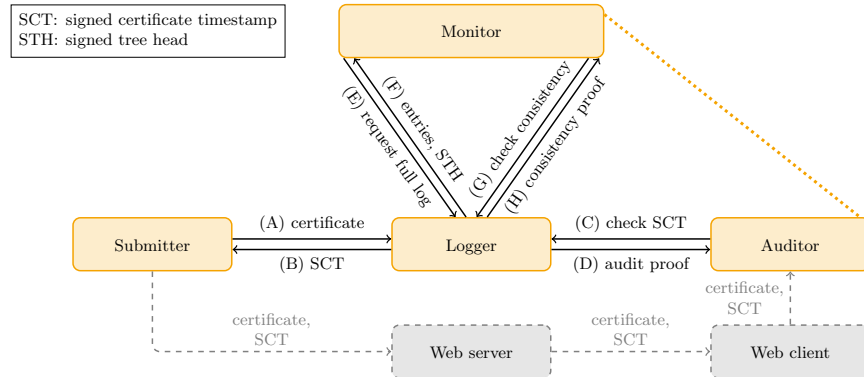 SCT: signed certificate timestamp
STH: signed tree head
Monitor
(E) request full log
(F) entries, STH
(G) check consistency
(H) consistency proof
Submitter
(A) certificate
(B) SCT
Logger
(C) check SCT
(D) audit proof
Auditor
certificate,
SCT
Web server
certificate,
SCT
Web client
certificate,
SCT